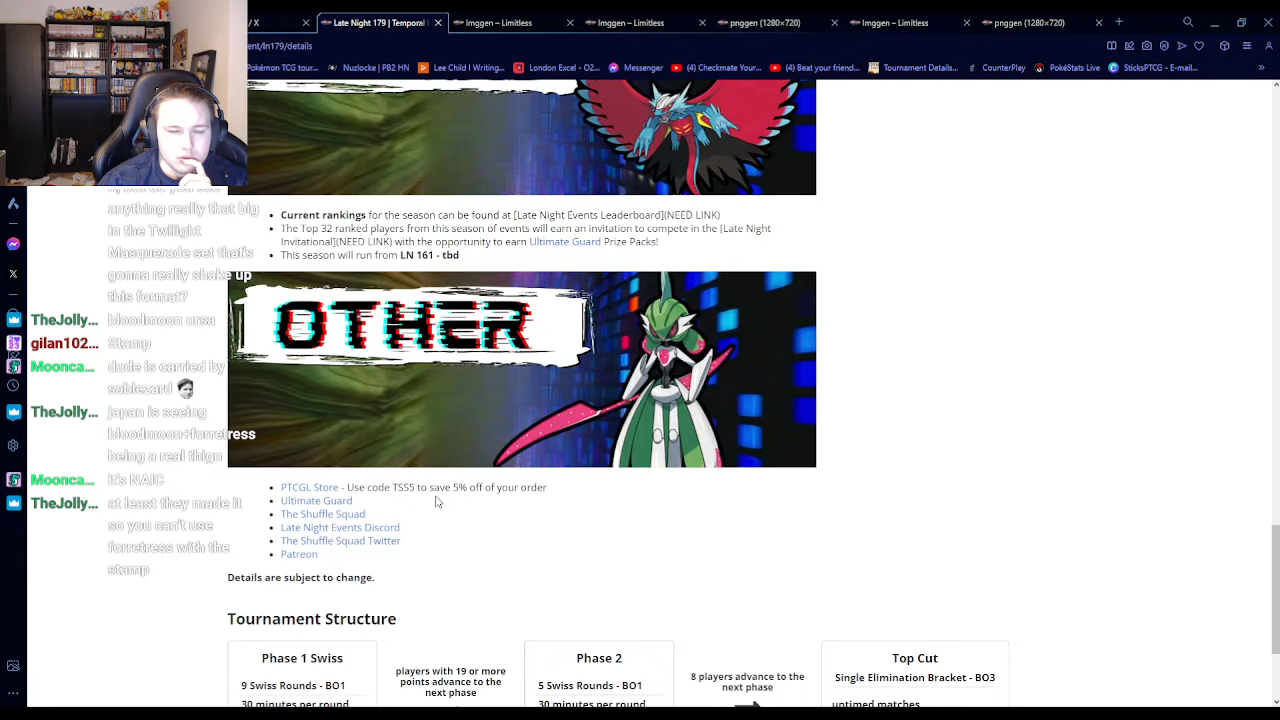 / X
Late Night 179 | Temporal
Imggen – Limitless
Imggen – Limitless
pnggen (1280×720)
Imggen – Limitless
pnggen (1280×720)
ent/ln179/details
Pokémon TCG tour...
Nuzlocke | PB2 HN
Lee Child I Writing...
London Excel - O2...
Messenger
(4) Checkmate Your...
(4) Beat your friend...
Tournament Details...
CounterPlay
PokéStats Live
SticksPTCG - E-mail...
anything really that big
in the Twilight
Masquerade set that's
gonna really shake up
this format?
TheJolly... bloodmoon ursa
gilan102... Stamp
Moonca... dude is carried by
sablezard
TheJolly... japan is seeing
bloodmoon+forretress
being a real thign
Moonca... it's NAIC
TheJolly... at least they made it
so you can't use
forretress with the
stamp
Current rankings for the season can be found at [Late Night Events Leaderboard](NEED LINK)
The Top 32 ranked players from this season of events will earn an invitation to compete in the [Late Night
Invitational](NEED LINK) with the opportunity to earn Ultimate Guard Prize Packs!
This season will run from LN 161 - tbd
OTHER
PTCGL Store - Use code TSS5 to save 5% off of your order
Ultimate Guard
The Shuffle Squad
Late Night Events Discord
The Shuffle Squad Twitter
Patreon
Details are subject to change.
Tournament Structure
Phase 1 Swiss
9 Swiss Rounds - BO1
30 minutes per round
players with 19 or more
points advance to the
next phase
Phase 2
5 Swiss Rounds - BO1
30 minutes per round
8 players advance to the
next phase
Top Cut
Single Elimination Bracket - BO3
untimed matches